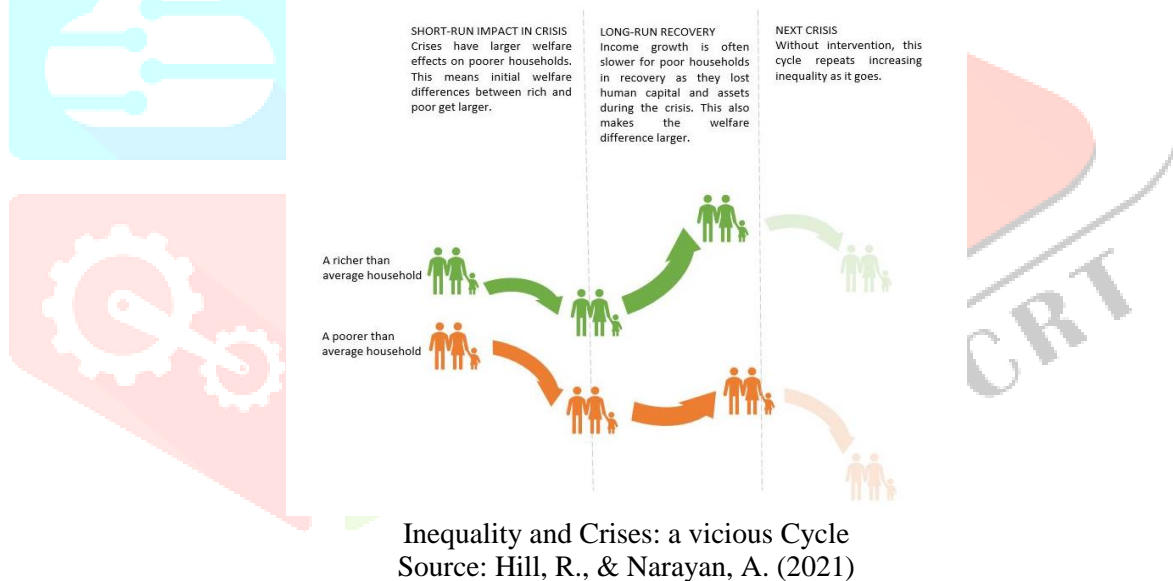 SHORT-RUN IMPACT IN CRISIS
Crises have larger welfare
effects on poorer households.
This means initial welfare
differences between rich and
poor get larger.
LONG-RUN RECOVERY
Income growth is often
slower for poor households
in recovery as they lost
human capital and assets
during the crisis. This also
makes the welfare
difference larger.
NEXT CRISIS
Without intervention, this
cycle repeats increasing
inequality as it goes.
A richer than
average household
A poorer than
average household
CRT
Inequality and Crises: a vicious Cycle
Source: Hill, R., & Narayan, A. (2021)